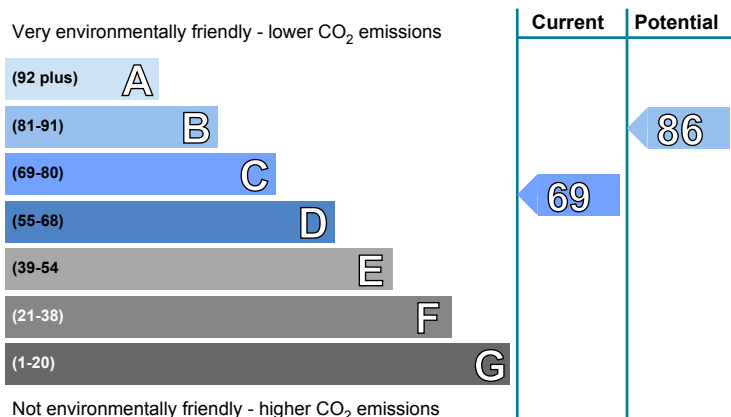 Very environmentally friendly - lower CO2 emissions
Current
Potential
(92 plus) A
(81-91) B
86
(69-80) C
69
(55-68) D
(39-54 E
(21-38) F
(1-20) G
Not environmentally friendly - higher CO2 emissions